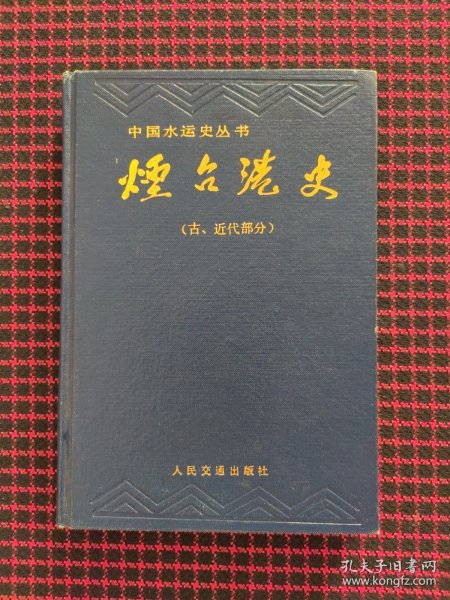 中国水运史丛书
煙台港史
（古、近代部分）
人民交通出版社
孔夫子旧书网
www.kongfz.com